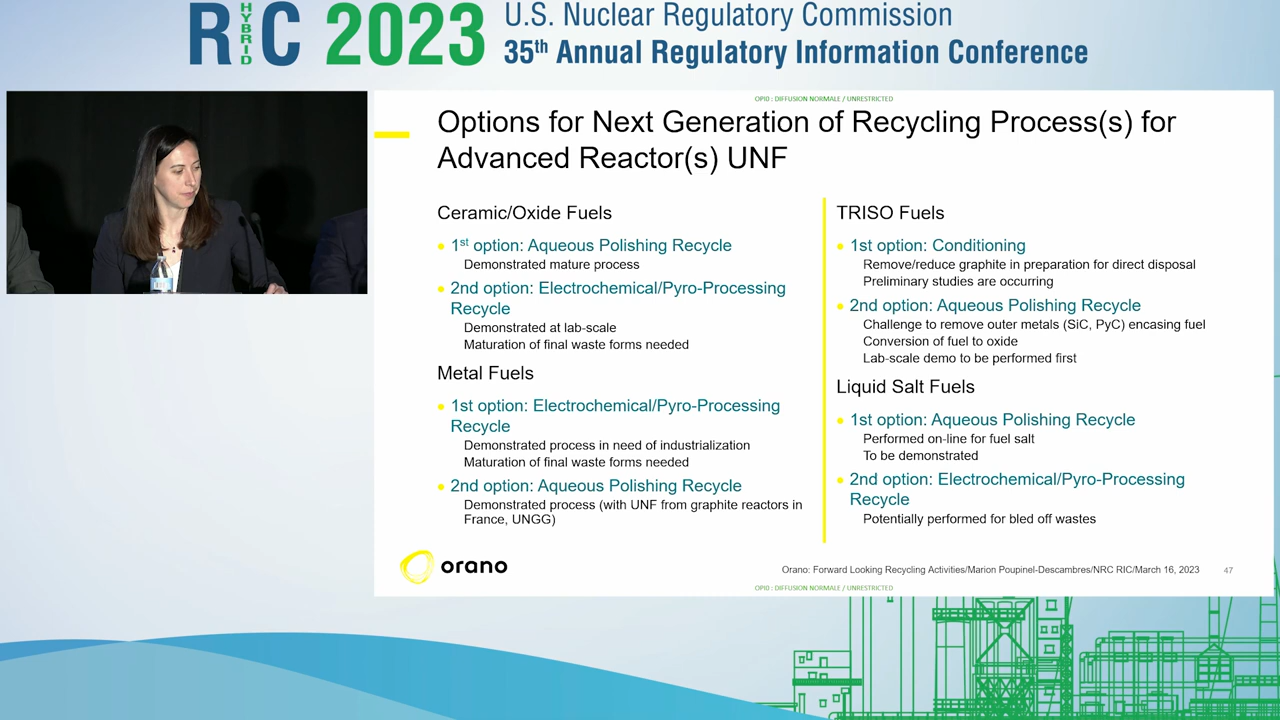 RIC 2023
HYBRID
U.S. Nuclear Regulatory Commission
35th Annual Regulatory Information Conference
OPI0 : DIFFUSION NORMALE / UNRESTRICTED
Options for Next Generation of Recycling Process(s) for
Advanced Reactor(s) UNF
Ceramic/Oxide Fuels
1st option: Aqueous Polishing Recycle
Demonstrated mature process
2nd option: Electrochemical/Pyro-Processing
Recycle
Demonstrated at lab-scale
Maturation of final waste forms needed
Metal Fuels
1st option: Electrochemical/Pyro-Processing
Recycle
Demonstrated process in need of industrialization
Maturation of final waste forms needed
2nd option: Aqueous Polishing Recycle
Demonstrated process (with UNF from graphite reactors in
France, UNGG)
TRISO Fuels
1st option: Conditioning
Remove/reduce graphite in preparation for direct disposal
Preliminary studies are occurring
2nd option: Aqueous Polishing Recycle
Challenge to remove outer metals (SiC, PyC) encasing fuel
Conversion of fuel to oxide
Lab-scale demo to be performed first
Liquid Salt Fuels
1st option: Aqueous Polishing Recycle
Performed on-line for fuel salt
To be demonstrated
2nd option: Electrochemical/Pyro-Processing
Recycle
Potentially performed for bled off wastes
orano
Orano: Forward Looking Recycling Activities/Marion Poupinel-Descambres/NRC RIC/March 16, 2023
47
OPI0 : DIFFUSION NORMALE / UNRESTRICTED